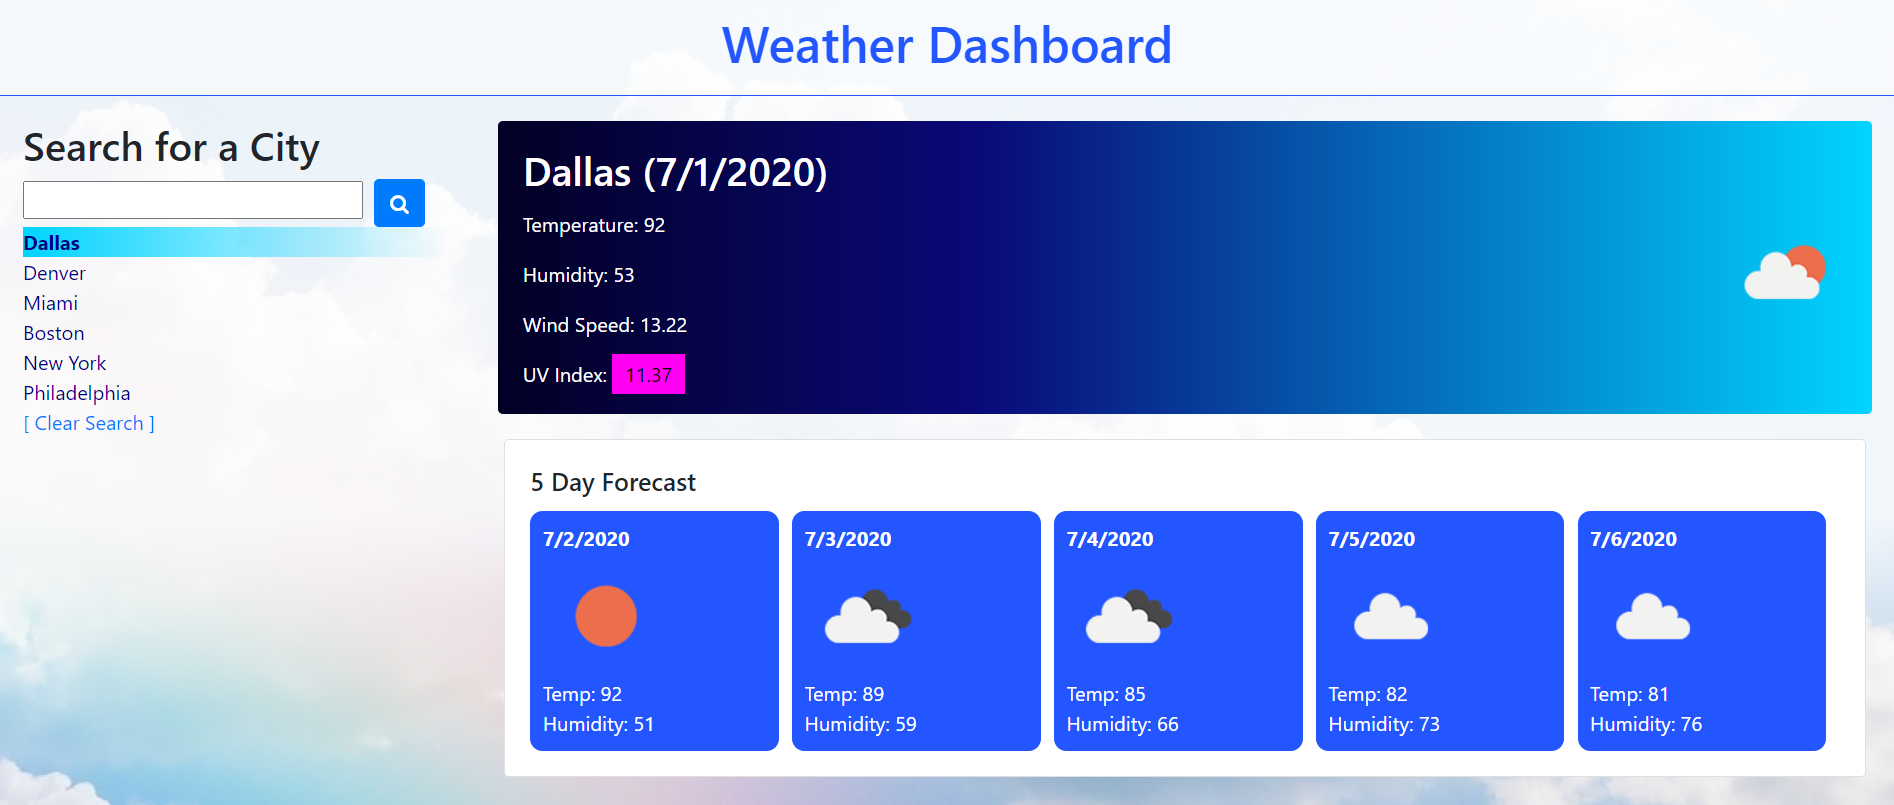 Weather Dashboard
Search for a City
Dallas
Denver
Miami
Boston
New York
Philadelphia
[ Clear Search ]
Dallas (7/1/2020)
Temperature: 92
Humidity: 53
Wind Speed: 13.22
UV Index: 11.37
5 Day Forecast
7/2/2020
Temp: 92
Humidity: 51
7/3/2020
Temp: 89
Humidity: 59
7/4/2020
Temp: 85
Humidity: 66
7/5/2020
Temp: 82
Humidity: 73
7/6/2020
Temp: 81
Humidity: 76